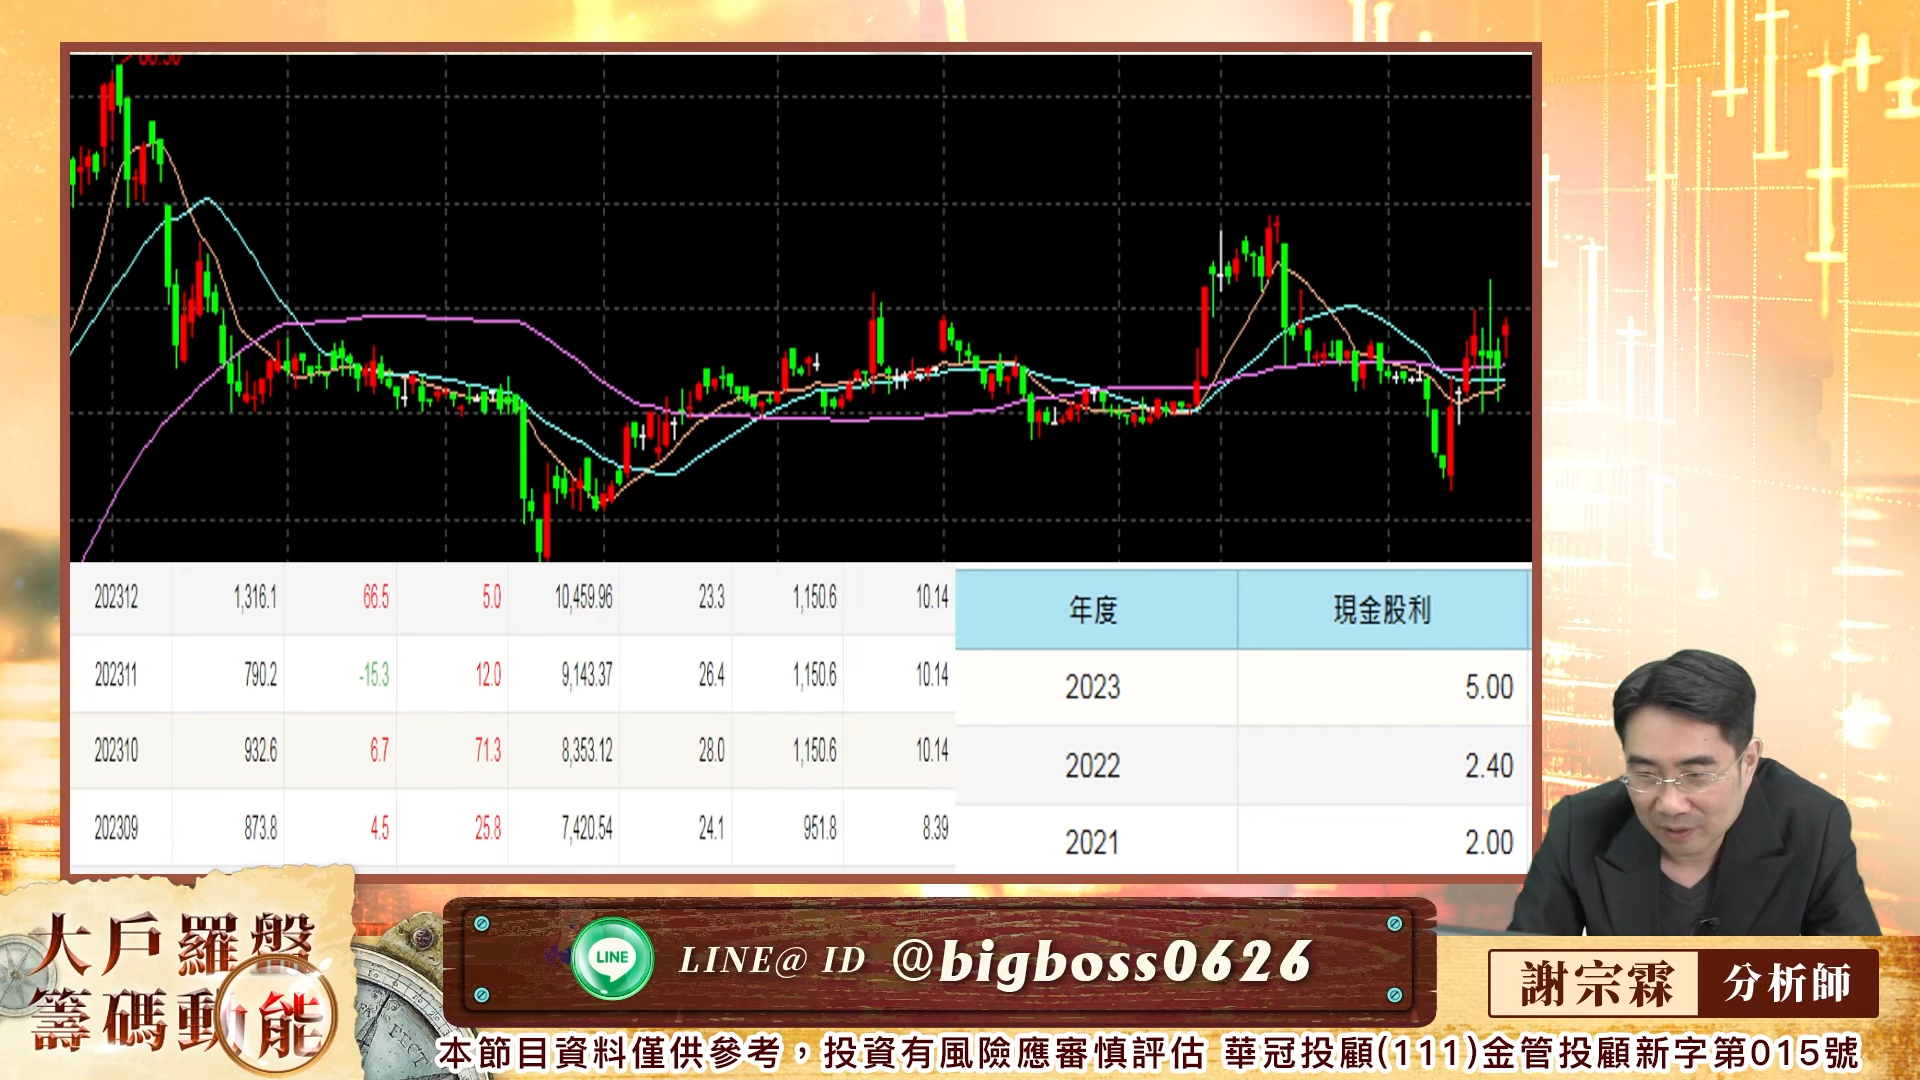 202312 1,316.1 66.5 5.0 10,459.96 23.3 1,150.6 10.14
202311 790.2 -15.3 12.0 9,143.37 26.4 1,150.6 10.14
202310 932.6 6.7 71.3 8,353.12 28.0 1,150.6 10.14
202309 873.8 4.5 25.8 7,420.54 24.1 951.8 8.39
年度 現金股利
2023 5.00
2022 2.40
2021 2.00
大戶羅盤
籌碼動能
LINE
LINE@ ID @bigboss0626
謝宗霖 分析師
本節目資料僅供參考，投資有風險應審慎評估 華冠投顧(111)金管投顧新字第015號